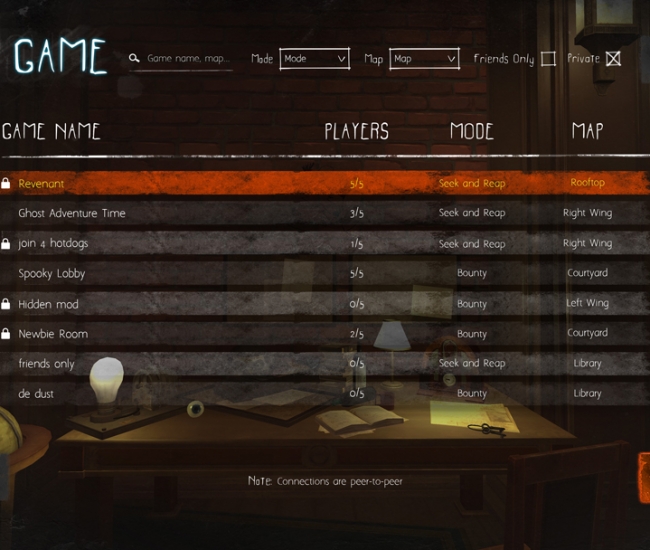 GAME
Game name, map...
Mode
Mode
Map
Map
Friends Only
Private
GAME NAME PLAYERS MODE MAP
Revenant 5/5 Seek and Reap Rooftop
Ghost Adventure Time 3/5 Seek and Reap Right Wing
join 4 hotdogs 1/5 Seek and Reap Right Wing
Spooky Lobby 5/5 Bounty Courtyard
Hidden mod 0/5 Bounty Left Wing
Newbie Room 2/5 Bounty Courtyard
friends only 0/5 Seek and Reap Library
de dust 0/5 Bounty Library
Note: Connections are peer-to-peer